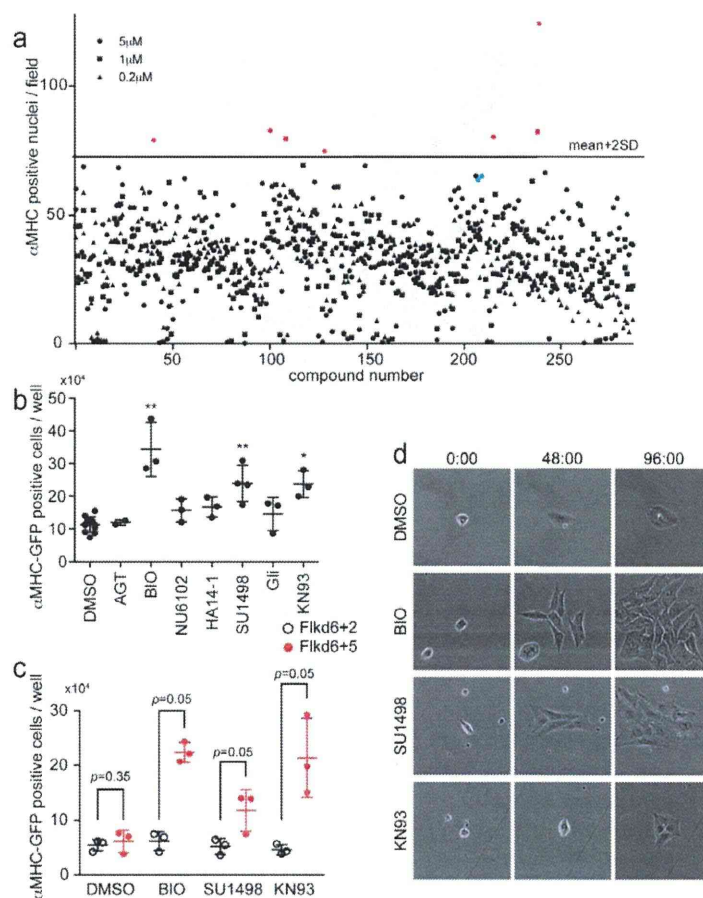 a
5μM
1μM
0.2μM
αMHC positive nuclei / field
100
50
0
mean+2SD
50 100 150 200 250
compound number
b
x10⁴
αMHC-GFP positive cells / well
50
40
30
20
10
0
** ** *
DMSO AGT BIO NU6102 HA14-1 SU1498 Gli KN93
Flkd6+2
Flkd6+5
c
x10⁴
αMHC-GFP positive cells / well
30
20
10
0
p=0.35 p=0.05 p=0.05 p=0.05
DMSO BIO SU1498 KN93
d
0:00 48:00 96:00
DMSO
BIO
SU1498
KN93